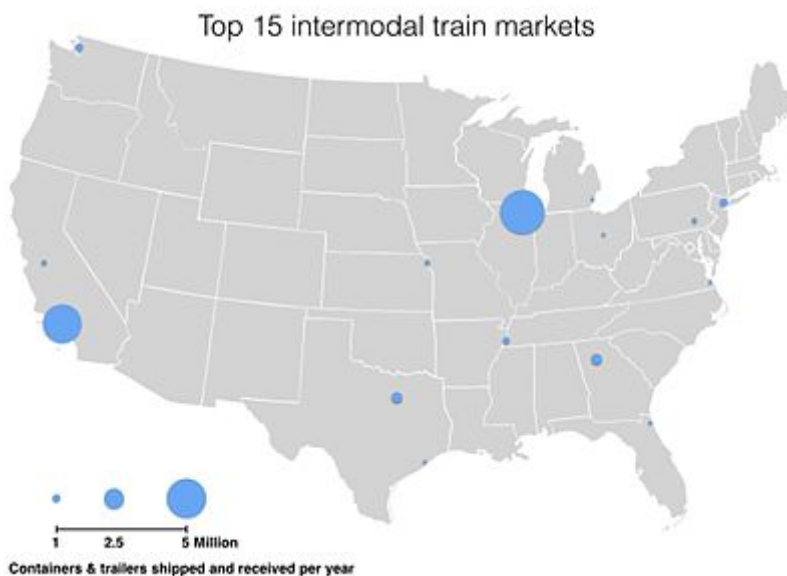 Top 15 intermodal train markets
1 2.5 5 Million
Containers & trailers shipped and received per year